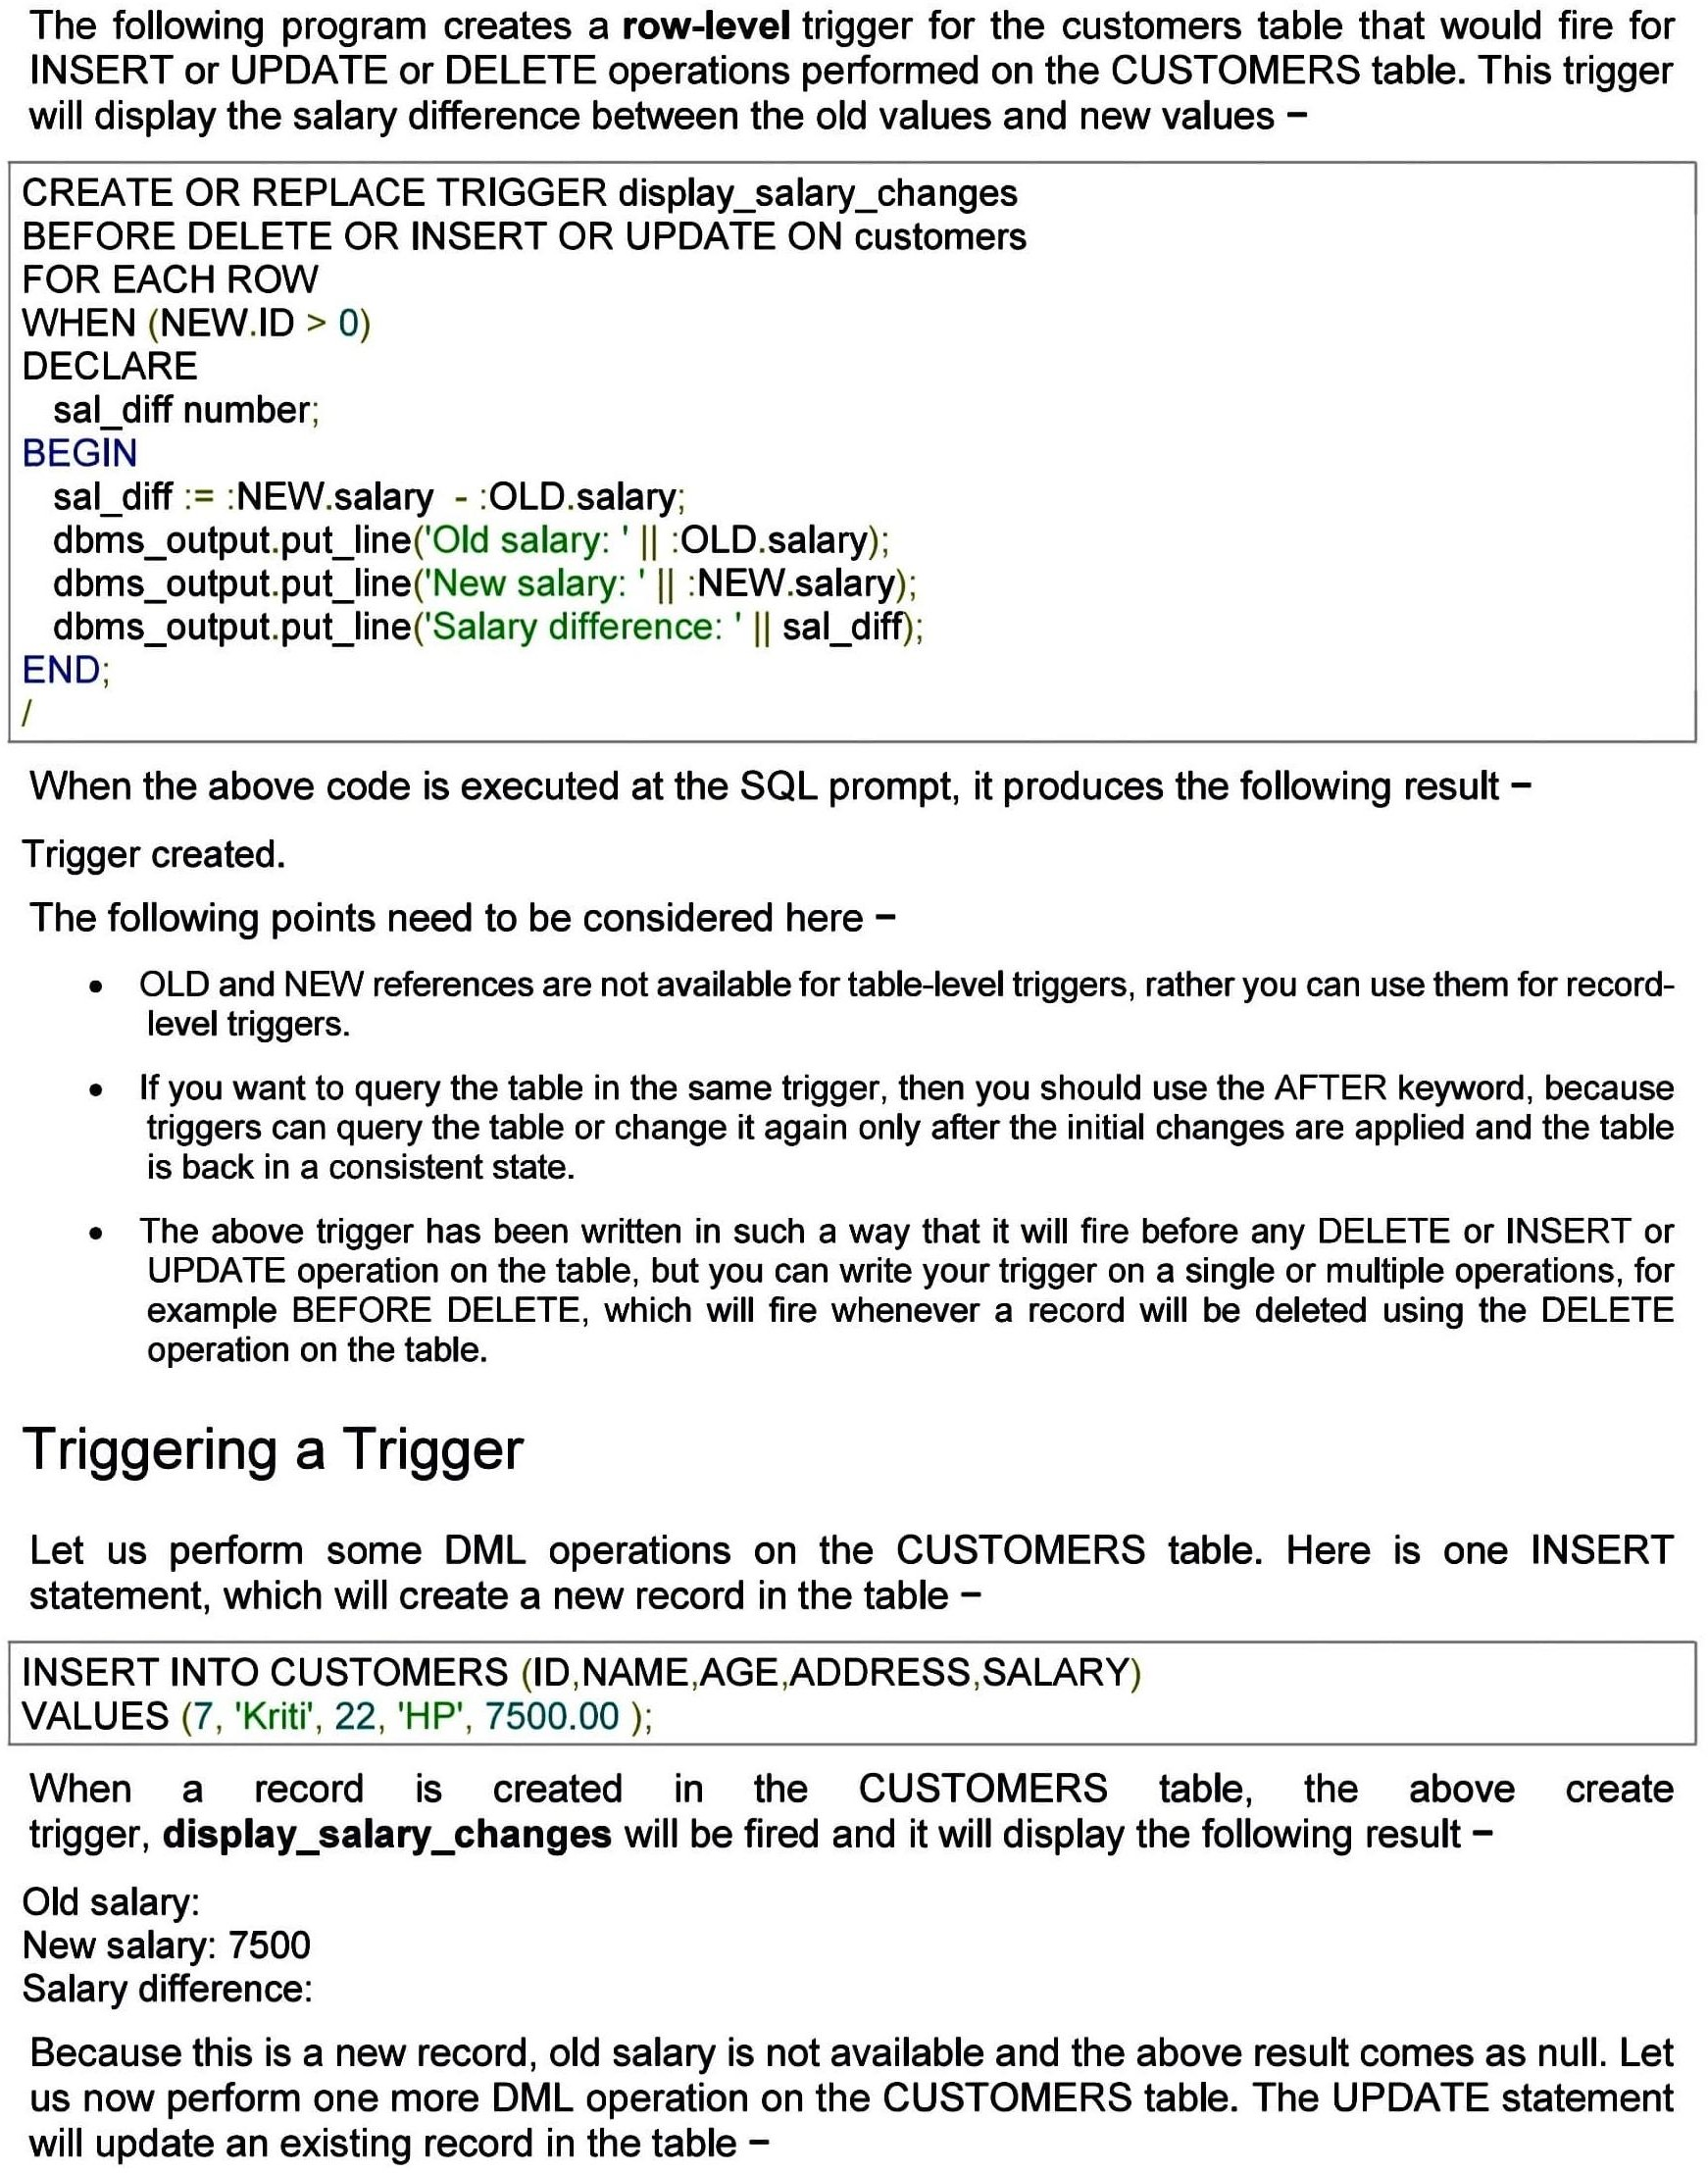 The following program creates a row-level trigger for the customers table that would fire for
INSERT or UPDATE or DELETE operations performed on the CUSTOMERS table. This trigger
will display the salary difference between the old values and new values −
CREATE OR REPLACE TRIGGER display_salary_changes
BEFORE DELETE OR INSERT OR UPDATE ON customers
FOR EACH ROW
WHEN (NEW.ID > 0)
DECLARE
sal_diff number;
BEGIN
sal_diff := :NEW.salary - :OLD.salary;
dbms_output.put_line('Old salary: ' || :OLD.salary);
dbms_output.put_line('New salary: ' || :NEW.salary);
dbms_output.put_line('Salary difference: ' || sal_diff);
END;
/
When the above code is executed at the SQL prompt, it produces the following result −
Trigger created.
The following points need to be considered here −
• OLD and NEW references are not available for table-level triggers, rather you can use them for record-
level triggers.
• If you want to query the table in the same trigger, then you should use the AFTER keyword, because
triggers can query the table or change it again only after the initial changes are applied and the table
is back in a consistent state.
• The above trigger has been written in such a way that it will fire before any DELETE or INSERT or
UPDATE operation on the table, but you can write your trigger on a single or multiple operations, for
example BEFORE DELETE, which will fire whenever a record will be deleted using the DELETE
operation on the table.
Triggering a Trigger
Let us perform some DML operations on the CUSTOMERS table. Here is one INSERT
statement, which will create a new record in the table −
INSERT INTO CUSTOMERS (ID,NAME,AGE,ADDRESS,SALARY)
VALUES (7, 'Kriti', 22, 'HP', 7500.00 );
When a record is created in the CUSTOMERS table, the above create
trigger, display_salary_changes will be fired and it will display the following result −
Old salary:
New salary: 7500
Salary difference:
Because this is a new record, old salary is not available and the above result comes as null. Let
us now perform one more DML operation on the CUSTOMERS table. The UPDATE statement
will update an existing record in the table −